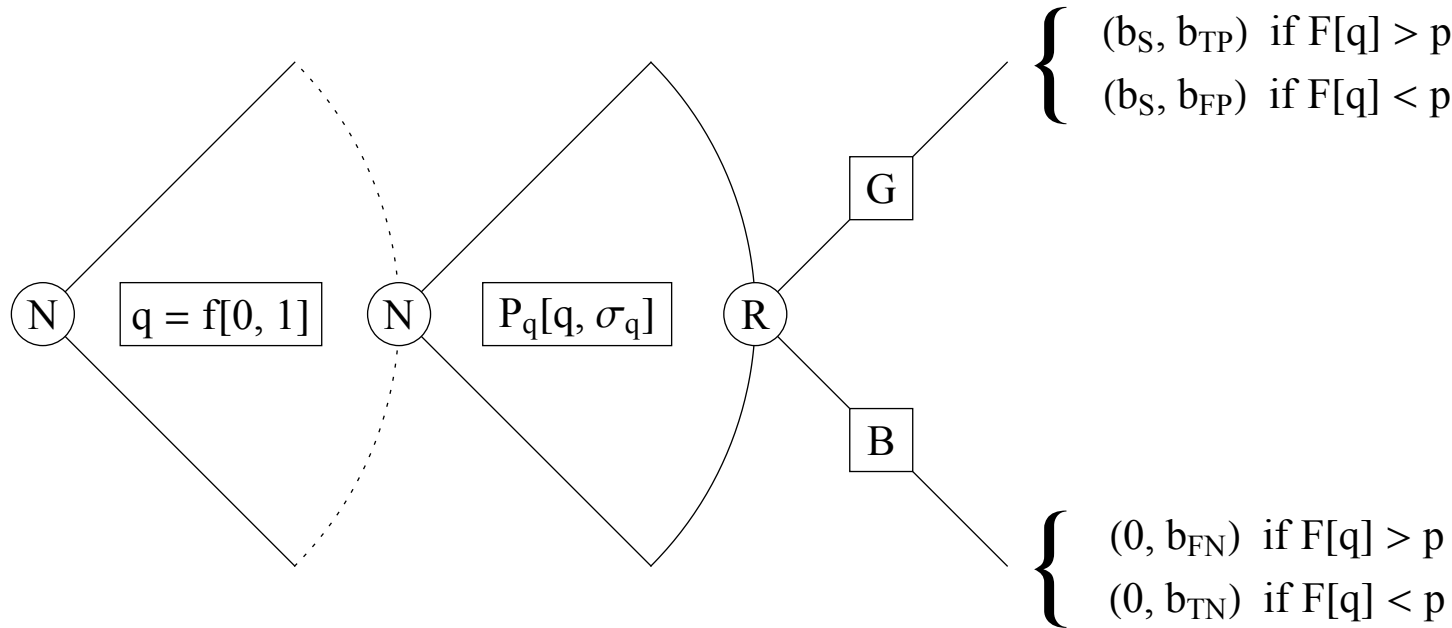 (b_S, b_TP) if F[q] > p
(b_S, b_FP) if F[q] < p
G
N
q = f[0, 1]
N
P_q[q, σ_q]
R
B
(0, b_FN) if F[q] > p
(0, b_TN) if F[q] < p